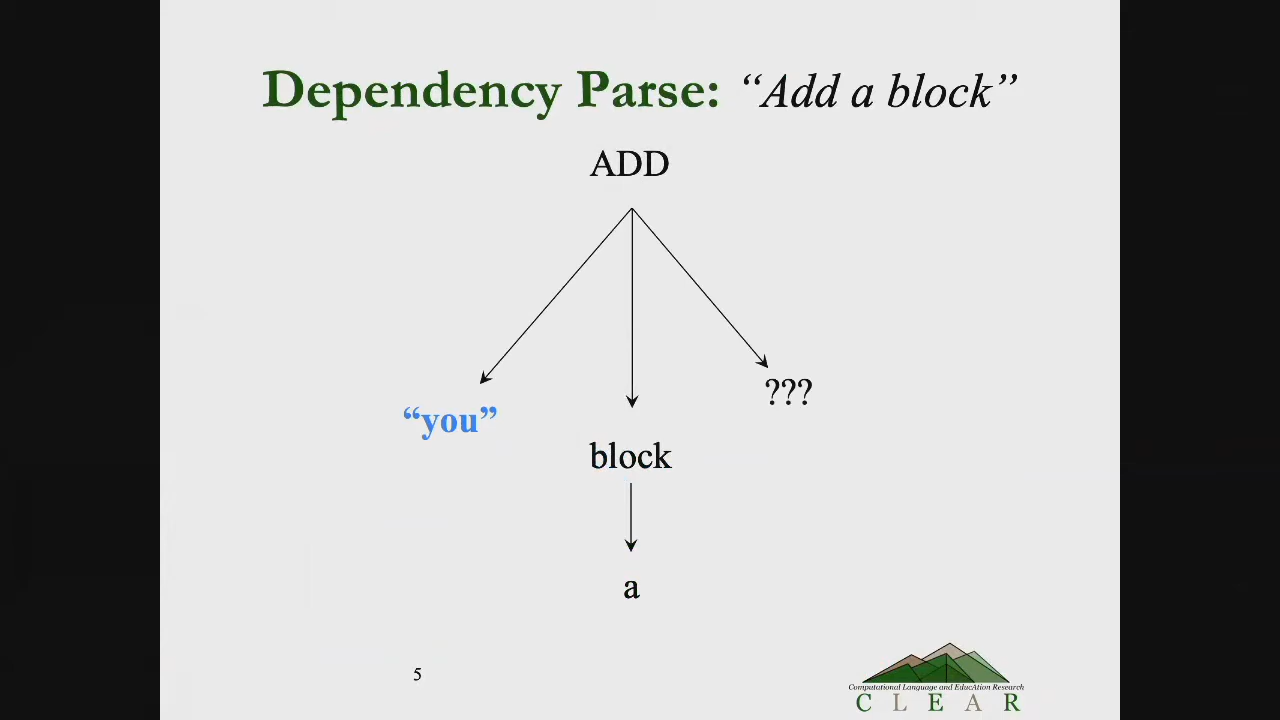 Dependency Parse: “Add a block”
ADD
???
“you”
block
a
5
Computational Language and EducAtion Research
C L E A R